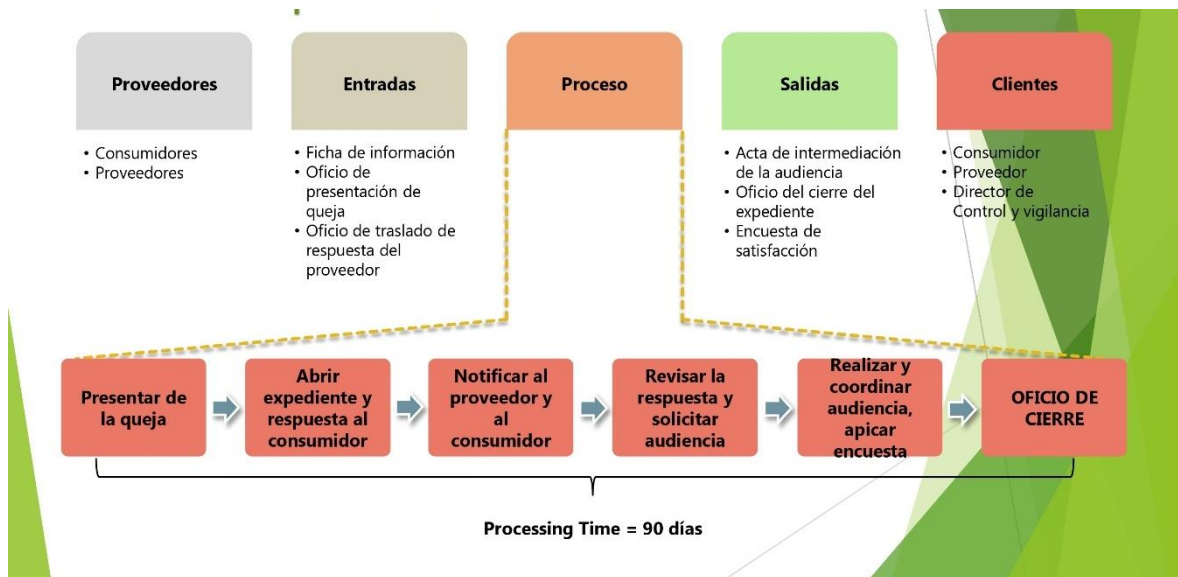 Proveedores
Entradas
Proceso
Salidas
Clientes
• Consumidores
• Proveedores
• Ficha de información
• Oficio de
presentación de
queja
• Oficio de traslado de
respuesta del
proveedor
• Acta de intermediación
de la audiencia
• Oficio del cierre del
expediente
• Encuesta de
satisfacción
• Consumidor
• Proveedor
• Director de
Control y vigilancia
Presentar de
la queja
Abrir
expediente y
respuesta al
consumidor
Notificar al
proveedor y
al
consumidor
Revisar la
respuesta y
solicitar
audiencia
Realizar y
coordinar
audiencia,
apicar
encuesta
OFICIO DE
CIERRE
Processing Time = 90 días